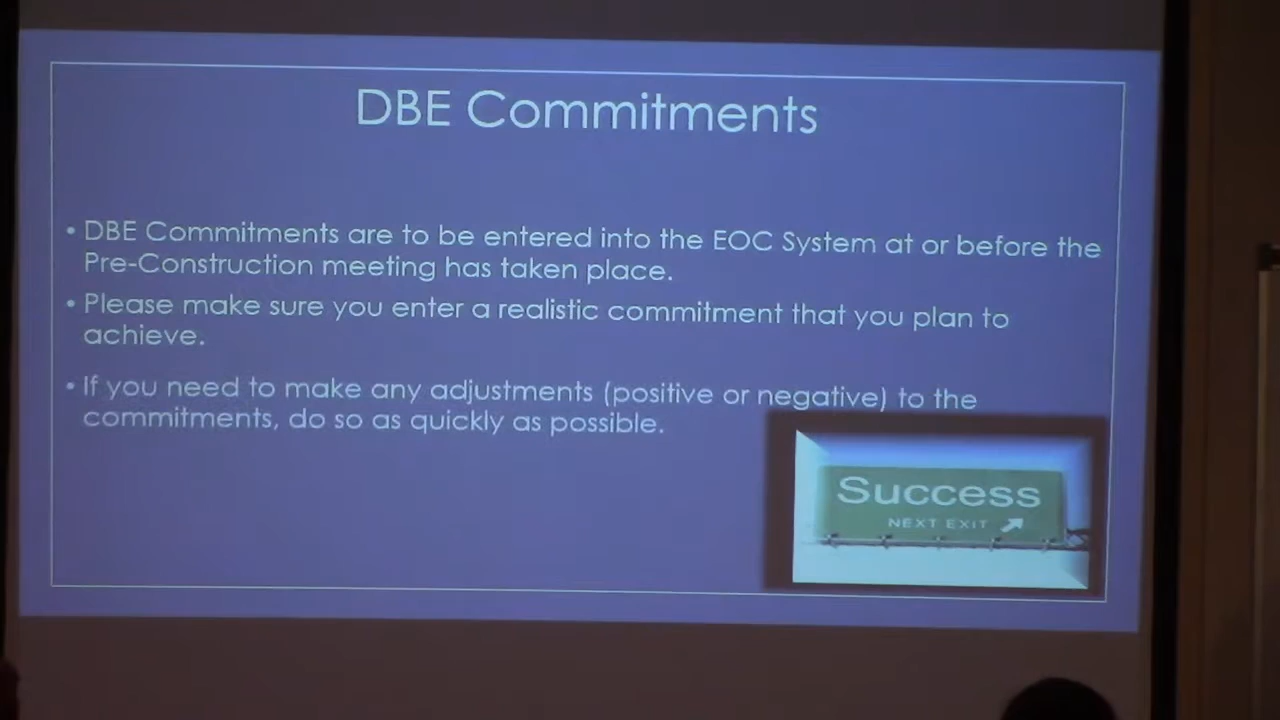 DBE Commitments
• DBE Commitments are to be entered into the EOC System at or before the
Pre-Construction meeting has taken place.
• Please make sure you enter a realistic commitment that you plan to
achieve.
• If you need to make any adjustments (positive or negative) to the
commitments, do so as quickly as possible.
Success
NEXT EXIT